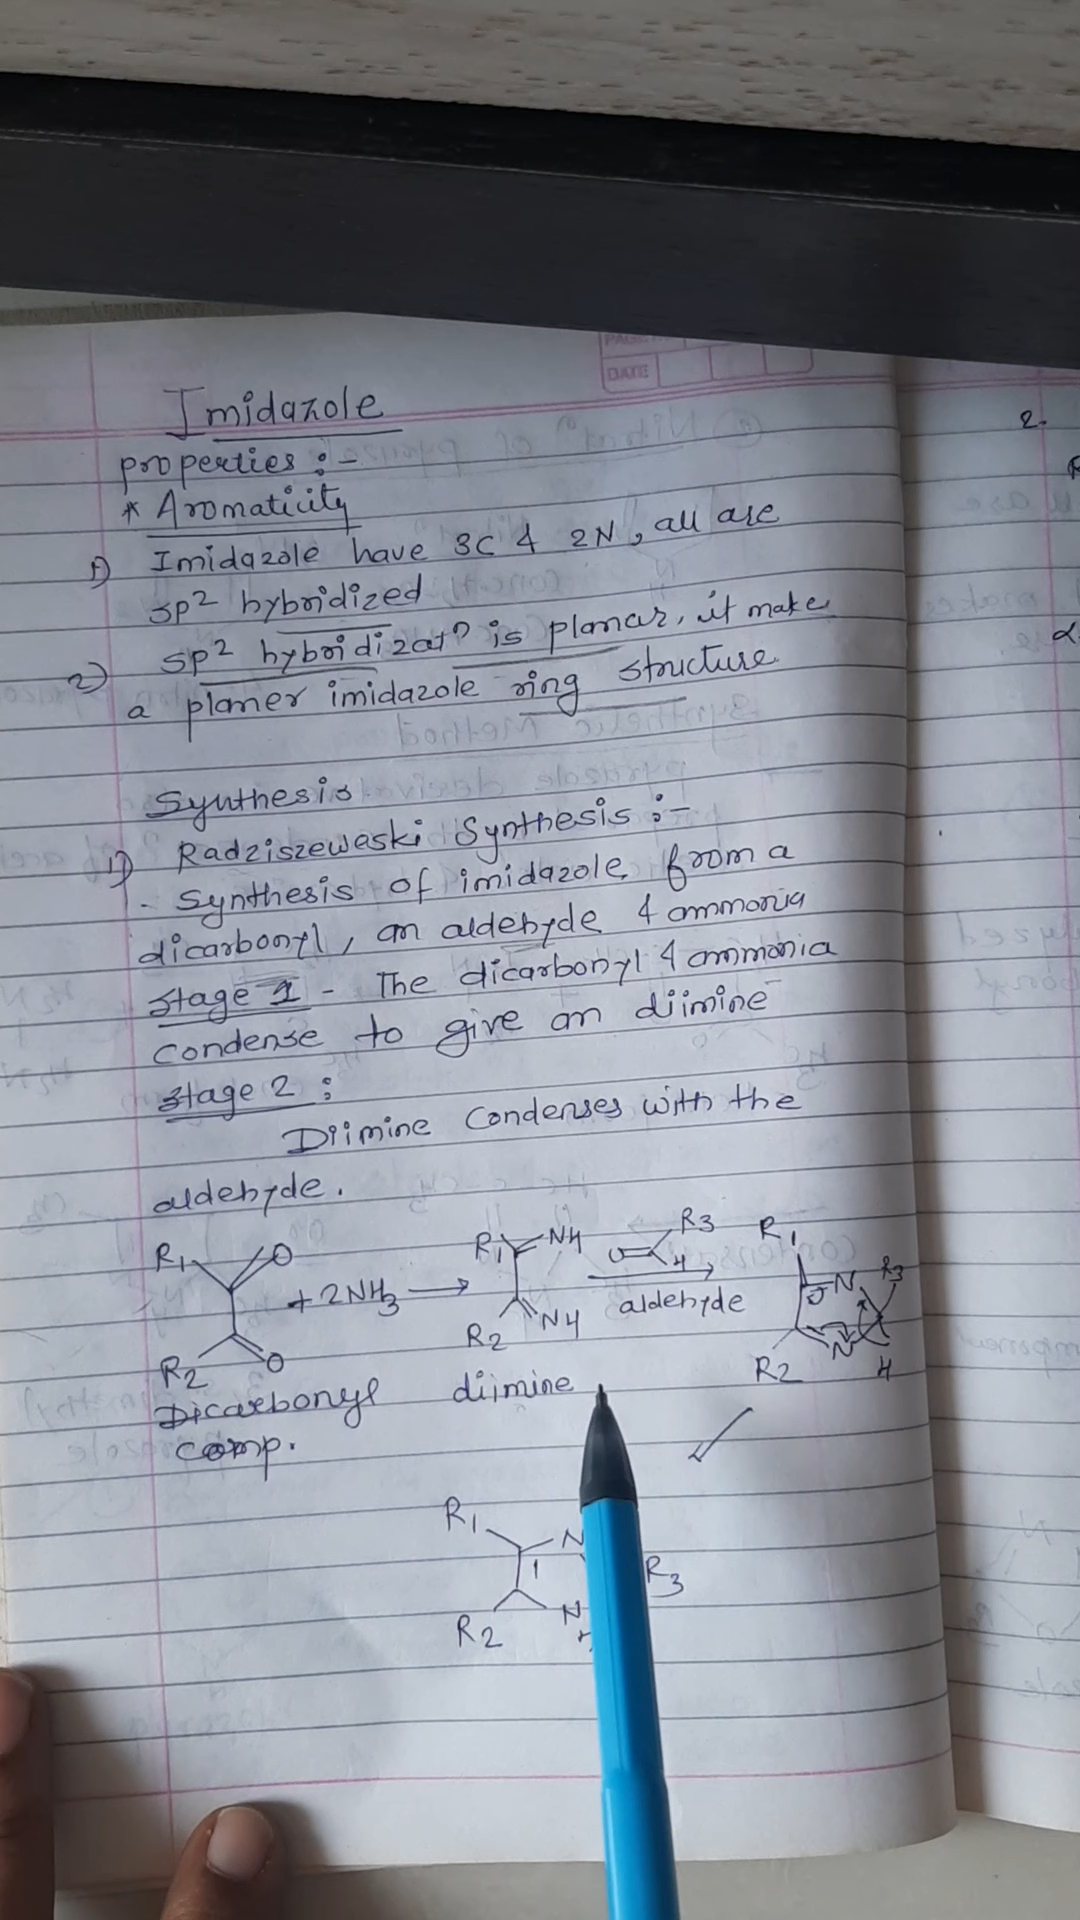 PAGE
DATE
Imidazole
properties :-
* Aromaticity
1) Imidazole have 3C & 2N, all are
sp2 hybridized
2) sp2 hybridizatn is planar, it make
a planer imidazole ring structure
Synthesis
1) Radziszewaski Synthesis :-
- Synthesis of imidazole from a
dicarbonyl, an aldehyde & ammonia
Stage 1 - The dicarbonyl & ammonia
condense to give an diimine
Stage 2 :
Diimine Condenses with the
aldehyde.
R1 O + 2NH3 → R1 NH O R3 H R1 N R3
R2 O R2 NH aldehyde R2 N H
Dicarbonyl diimine
comp.
R1 N
R3
R2 N
2.